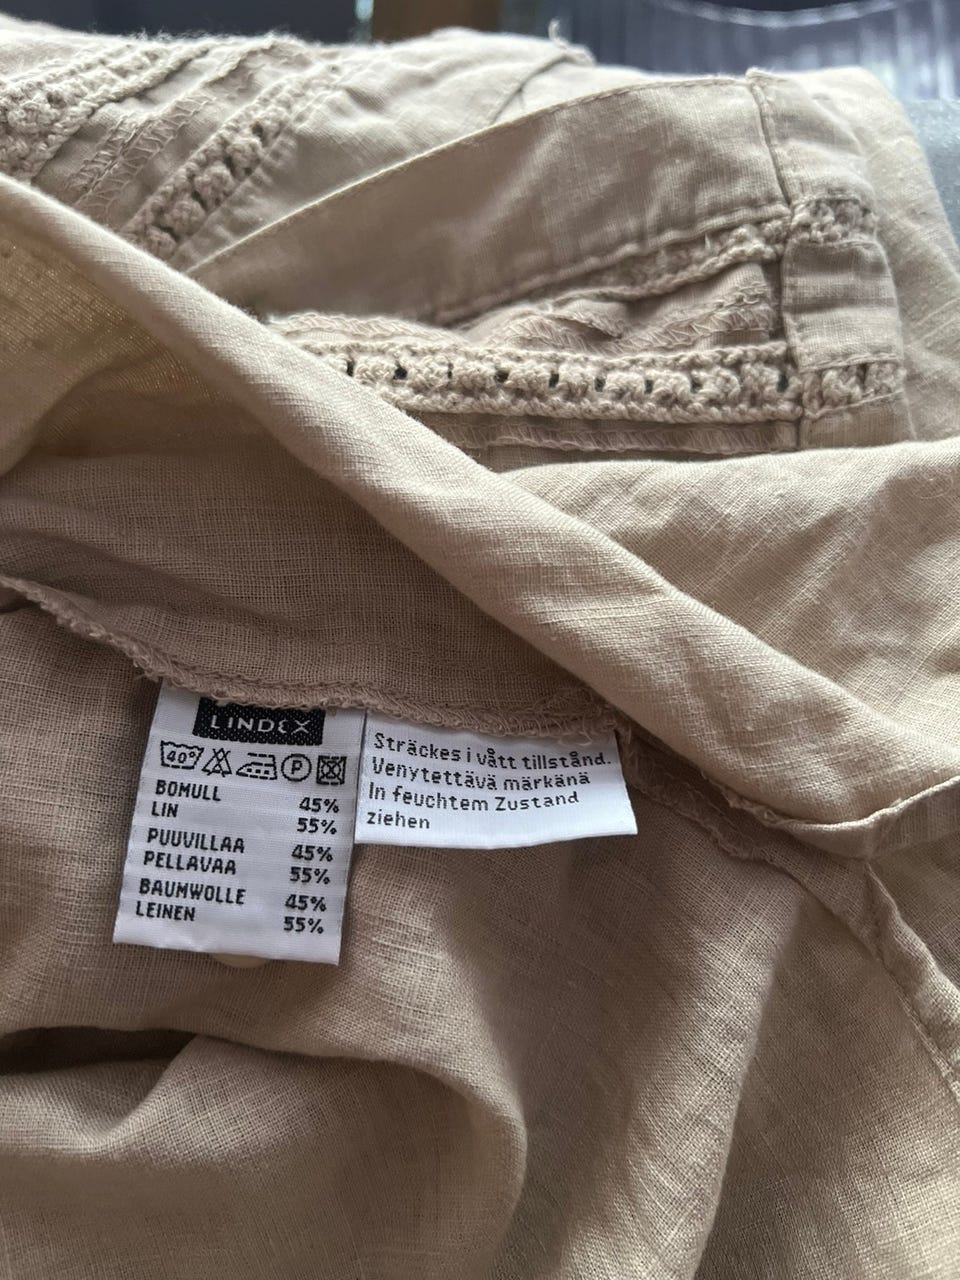 LINDEX
40° P
BOMULL 45%
LIN 55%
PUUVILLAA 45%
PELLAVAA 55%
BAUMWOLLE 45%
LEINEN 55%
Sträckes i vått tillstånd.
Venytettävä märkänä
In feuchtem Zustand
ziehen